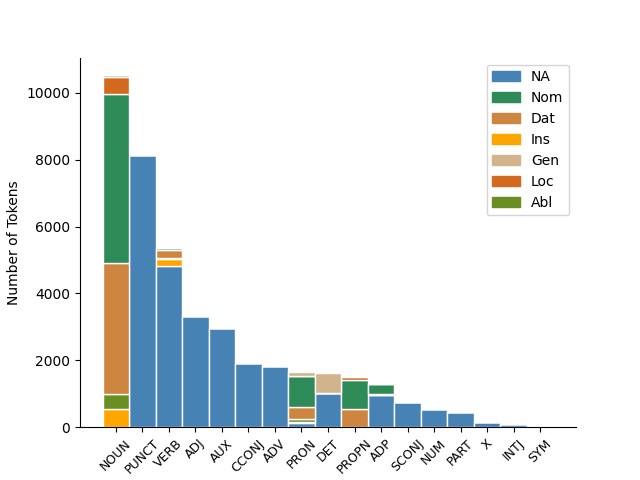 NA
Nom
Dat
Ins
Gen
Loc
Abl
Number of Tokens
10000
8000
6000
4000
2000
0
NOUN PUNCT VERB ADJ AUX CCONJ ADV PRON DET PROPN ADP SCONJ NUM PART X INTJ SYM